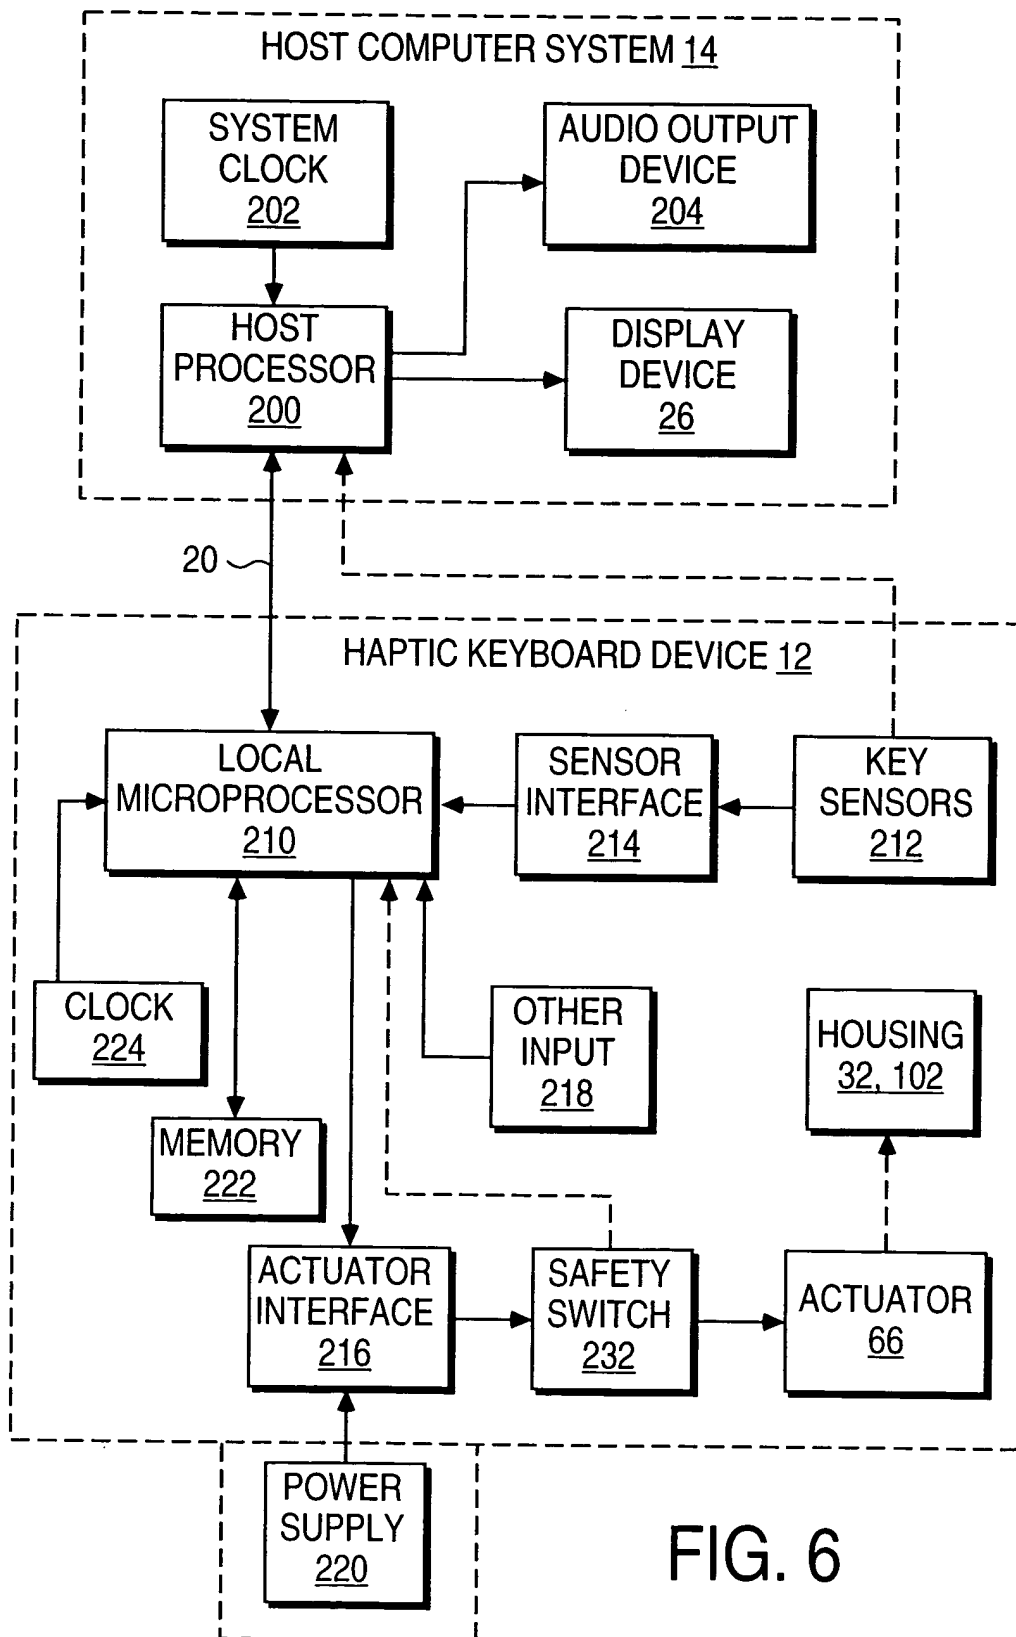 HOST COMPUTER SYSTEM 14
SYSTEM
CLOCK
202
AUDIO OUTPUT
DEVICE
204
HOST
PROCESSOR
200
DISPLAY
DEVICE
26
20
HAPTIC KEYBOARD DEVICE 12
LOCAL
MICROPROCESSOR
210
SENSOR
INTERFACE
214
KEY
SENSORS
212
CLOCK
224
OTHER
INPUT
218
HOUSING
32, 102
MEMORY
222
ACTUATOR
INTERFACE
216
SAFETY
SWITCH
232
ACTUATOR
66
POWER
SUPPLY
220
FIG. 6